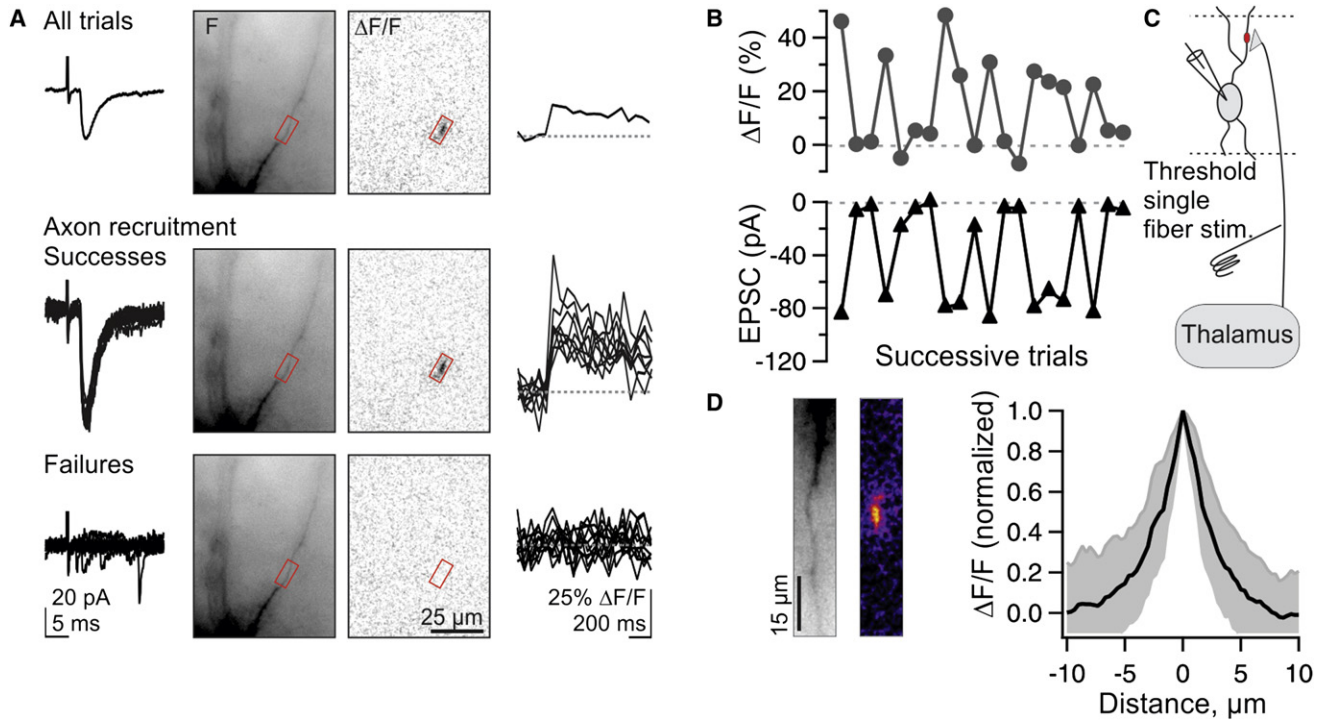 A
All trials
F
ΔF/F
Axon recruitment
Successes
Failures
20 pA
5 ms
25 µm
25% ΔF/F
200 ms
B
ΔF/F (%)
40
20
0
EPSC (pA)
0
-40
-80
-120
Successive trials
C
Threshold
single
fiber stim.
Thalamus
D
15 µm
ΔF/F (normalized)
1.0
0.8
0.6
0.4
0.2
0.0
-10 -5 0 5 10
Distance, µm